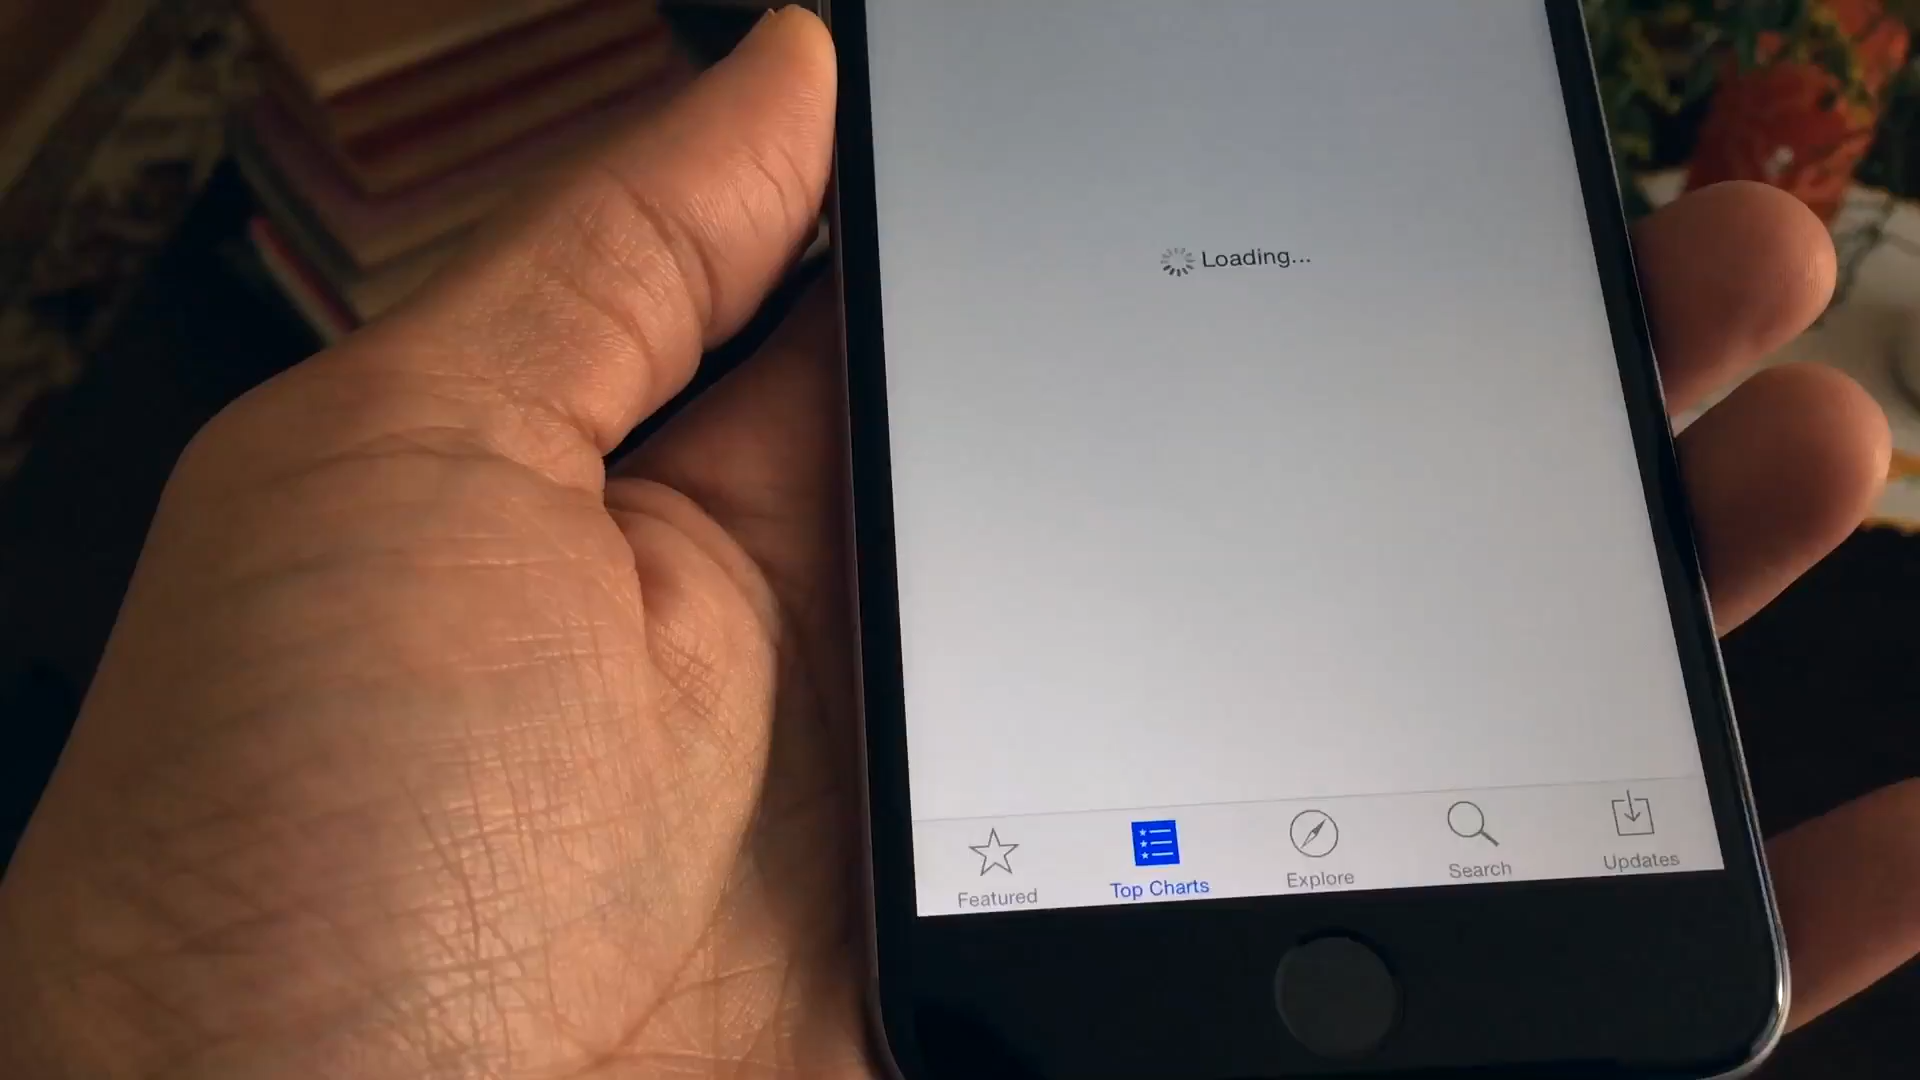 Loading...
Featured
Top Charts
Explore
Search
Updates